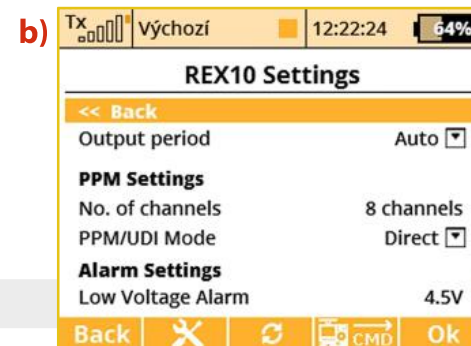 b)
Tx Výchozí 12:22:24 64%
REX10 Settings
<< Back
Output period Auto
PPM Settings
No. of channels 8 channels
PPM/UDI Mode Direct
Alarm Settings
Low Voltage Alarm 4.5V
Back CMD Ok